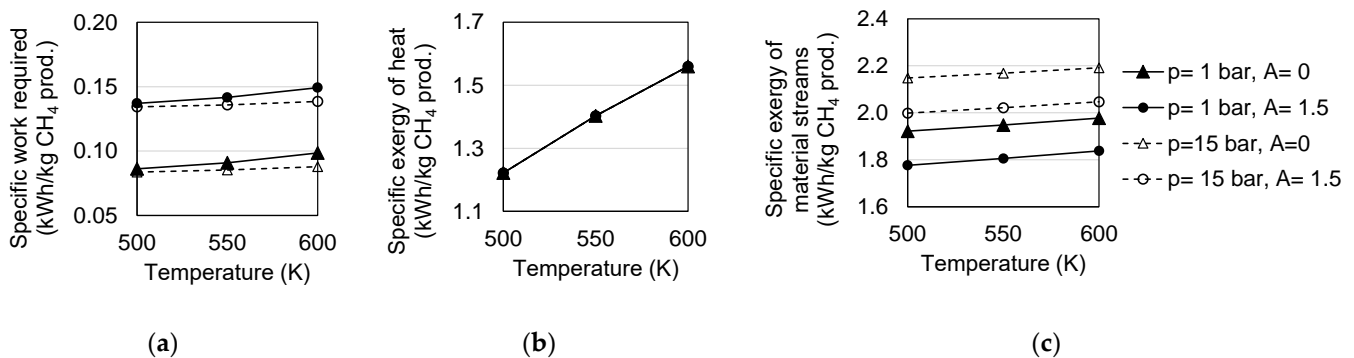 Specific work required
(kWh/kg CH₄ prod.)
0.20
0.15
0.10
0.05
500 550 600
Temperature (K)
(a)
Specific exergy of heat
(kWh/kg CH₄ prod.)
1.7
1.5
1.3
1.1
500 550 600
Temperature (K)
(b)
Specific exergy of
material streams
(kWh/kg CH₄ prod.)
2.4
2.2
2.0
1.8
1.6
500 550 600
Temperature (K)
(c)
p= 1 bar, A= 0
p= 1 bar, A= 1.5
p=15 bar, A=0
p= 15 bar, A= 1.5